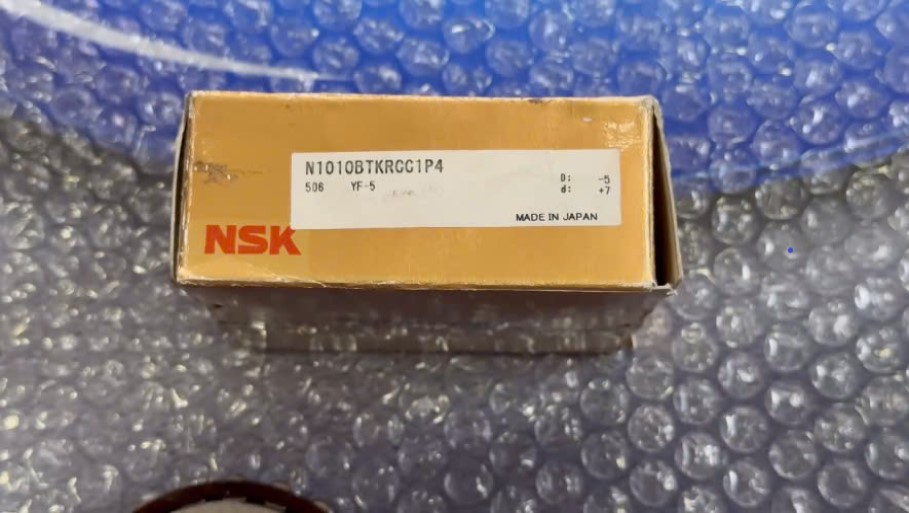 N1010BTKRCC1P4
506 YF-5
D: -5
d: +7
MADE IN JAPAN
NSK